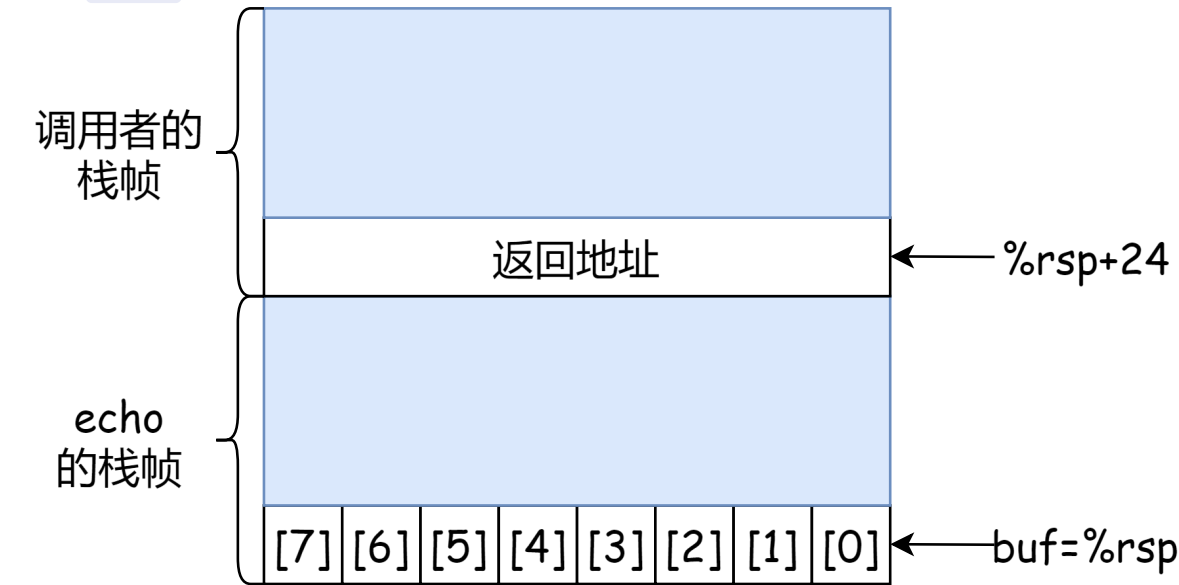 调用者的
栈帧
返回地址
%rsp+24
echo
的栈帧
[7] [6] [5] [4] [3] [2] [1] [0]
buf=%rsp